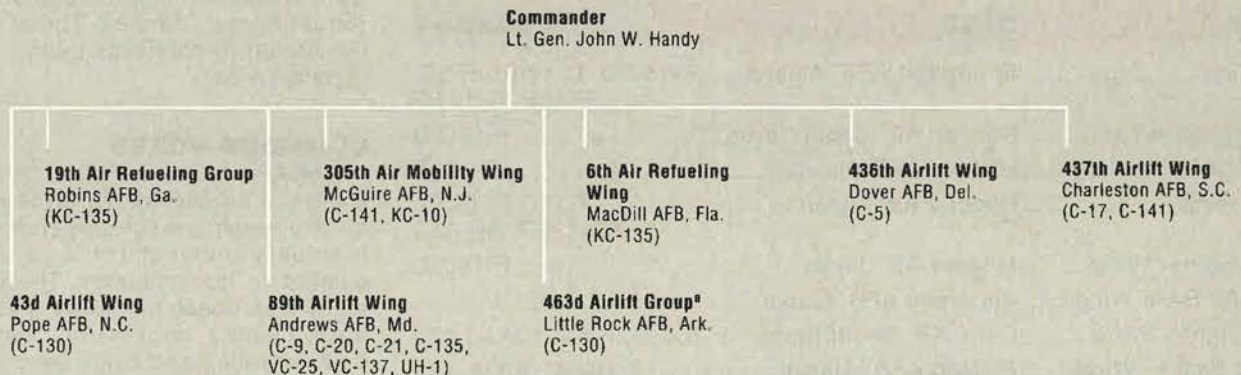 Commander
Lt. Gen. John W. Handy
19th Air Refueling Group
Robins AFB, Ga.
(KC-135)
305th Air Mobility Wing
McGuire AFB, N.J.
(C-141, KC-10)
6th Air Refueling
Wing
MacDill AFB, Fla.
(KC-135)
436th Airlift Wing
Dover AFB, Del.
(C-5)
437th Airlift Wing
Charleston AFB, S.C.
(C-17, C-141)
43d Airlift Wing
Pope AFB, N.C.
(C-130)
89th Airlift Wing
Andrews AFB, Md.
(C-9, C-20, C-21, C-135,
VC-25, VC-137, UH-1)
463d Airlift Groupª
Little Rock AFB, Ark.
(C-130)